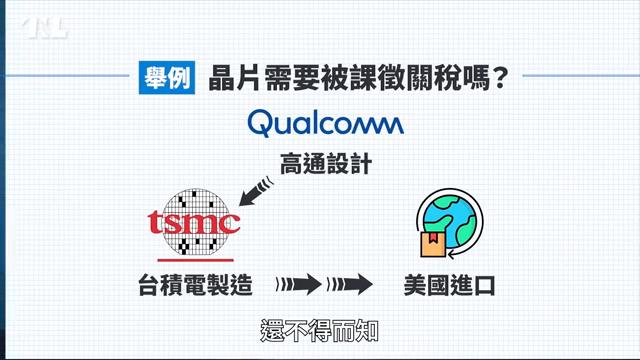 TNL
舉例 晶片需要被課徵關稅嗎？
Qualcomm
高通設計
tsmc
台積電製造
美國進口
還不得而知